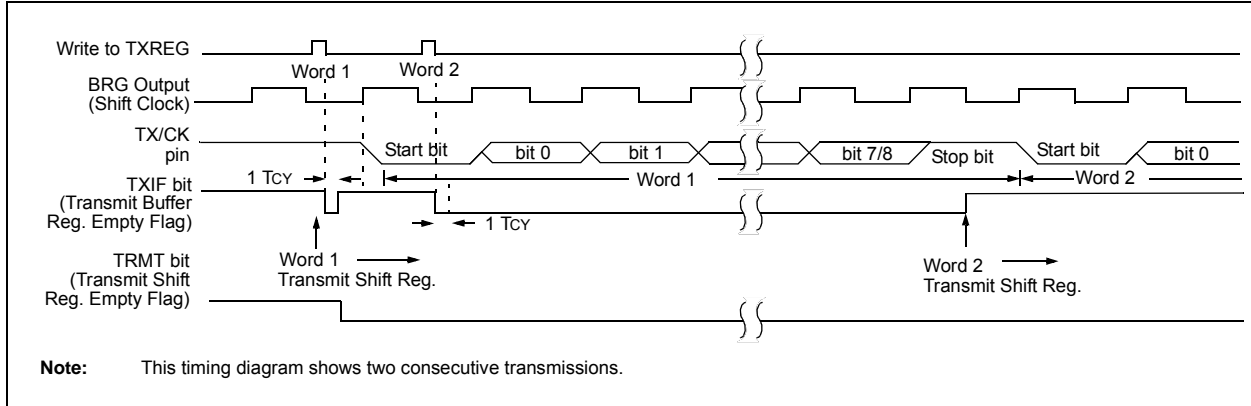 Write to TXREG
Word 1 Word 2
BRG Output
(Shift Clock)
TX/CK
pin
Start bit bit 0 bit 1 bit 7/8 Stop bit Start bit bit 0
1 TCY Word 1 Word 2
TXIF bit
(Transmit Buffer
Reg. Empty Flag)
1 TCY
Word 1
Transmit Shift Reg.
Word 2
Transmit Shift Reg.
TRMT bit
(Transmit Shift
Reg. Empty Flag)
Note: This timing diagram shows two consecutive transmissions.